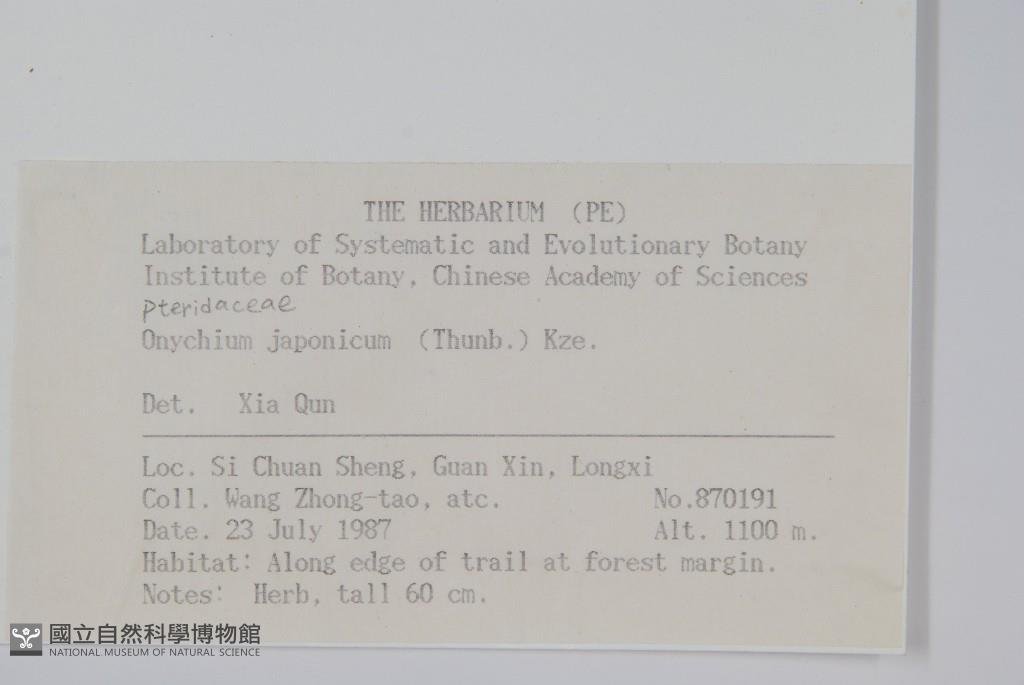 THE HERBARIUM (PE)
Laboratory of Systematic and Evolutionary Botany
Institute of Botany, Chinese Academy of Sciences
pteridaceae
Onychium japonicum (Thunb.) Kze.
Det. Xia Qun
Loc. Si Chuan Sheng, Guan Xin, Longxi
Coll. Wang Zhong-tao, atc. No.870191
Date. 23 July 1987 Alt. 1100 m.
Habitat: Along edge of trail at forest margin.
Notes: Herb, tall 60 cm.
國立自然科學博物館
NATIONAL MUSEUM OF NATURAL SCIENCE